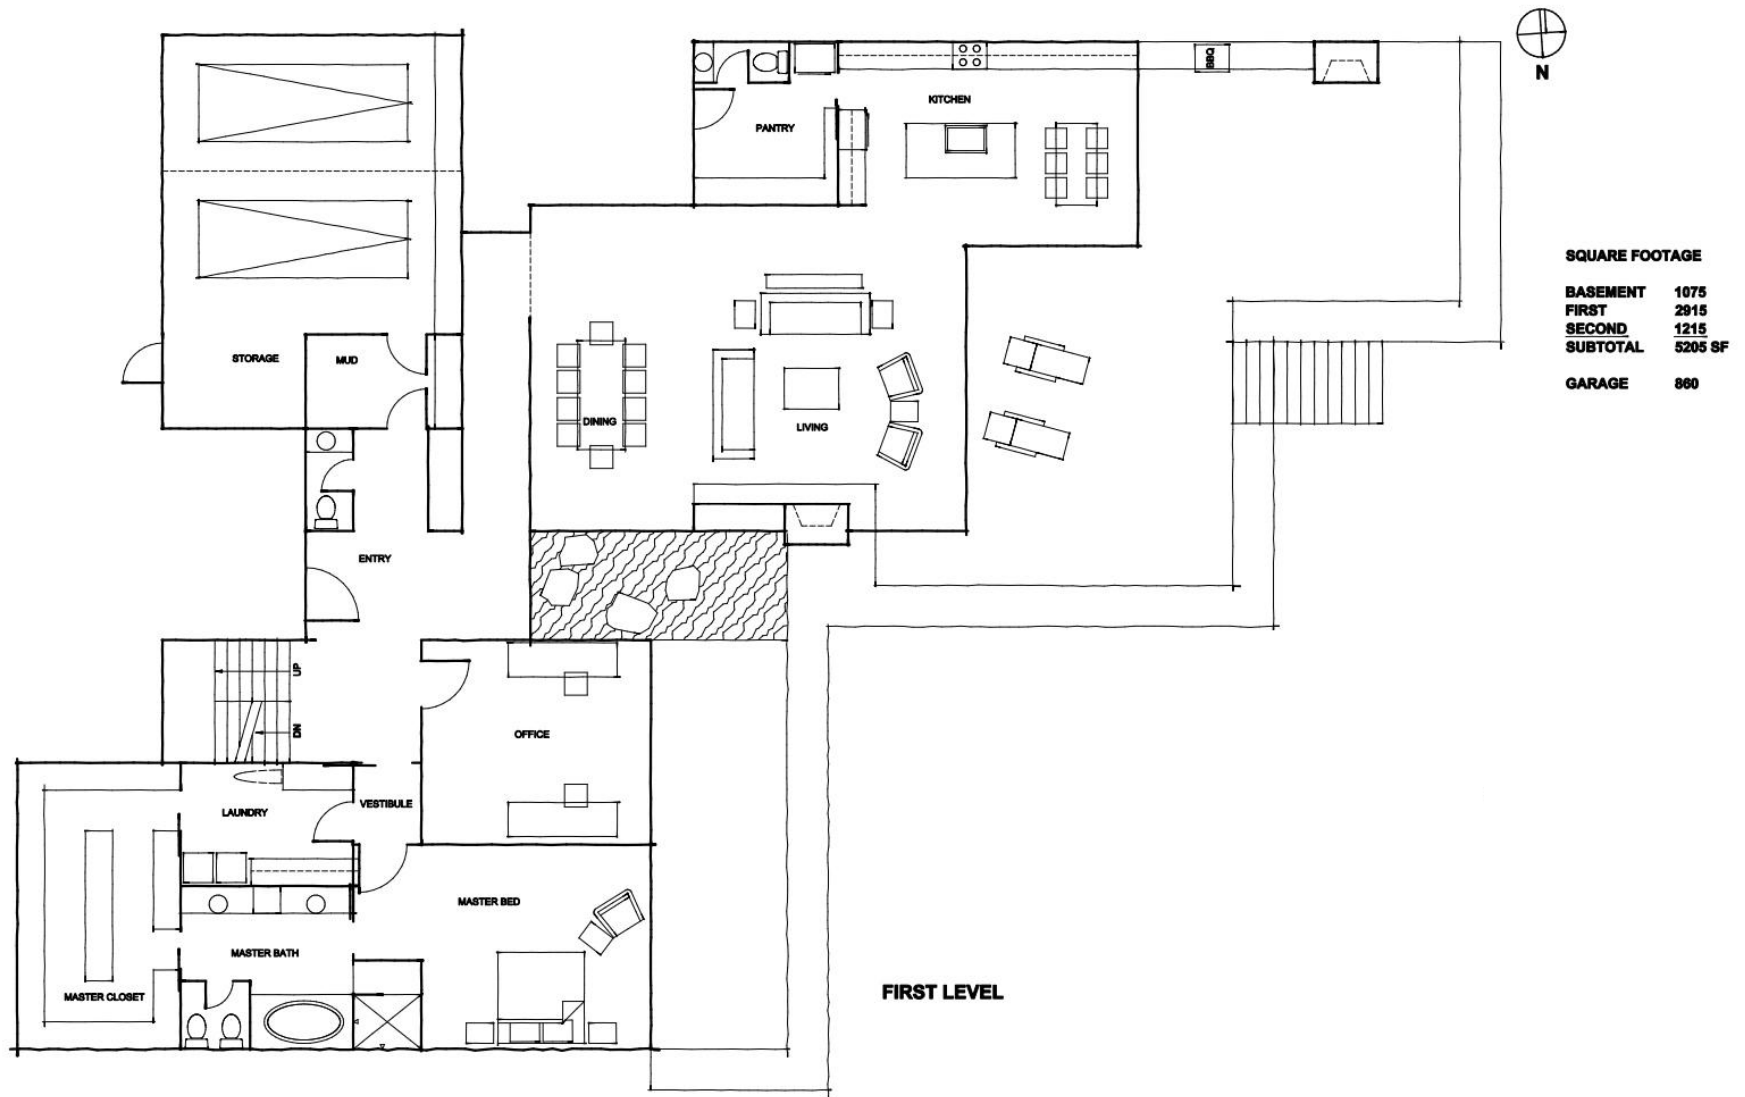 N
BBQ
KITCHEN
PANTRY
SQUARE FOOTAGE
BASEMENT 1075
FIRST 2915
SECOND 1215
SUBTOTAL 5205 SF
GARAGE 860
STORAGE
MUD
DINING
LIVING
ENTRY
UP
DN
OFFICE
LAUNDRY
VESTIBULE
MASTER BED
MASTER BATH
MASTER CLOSET
FIRST LEVEL